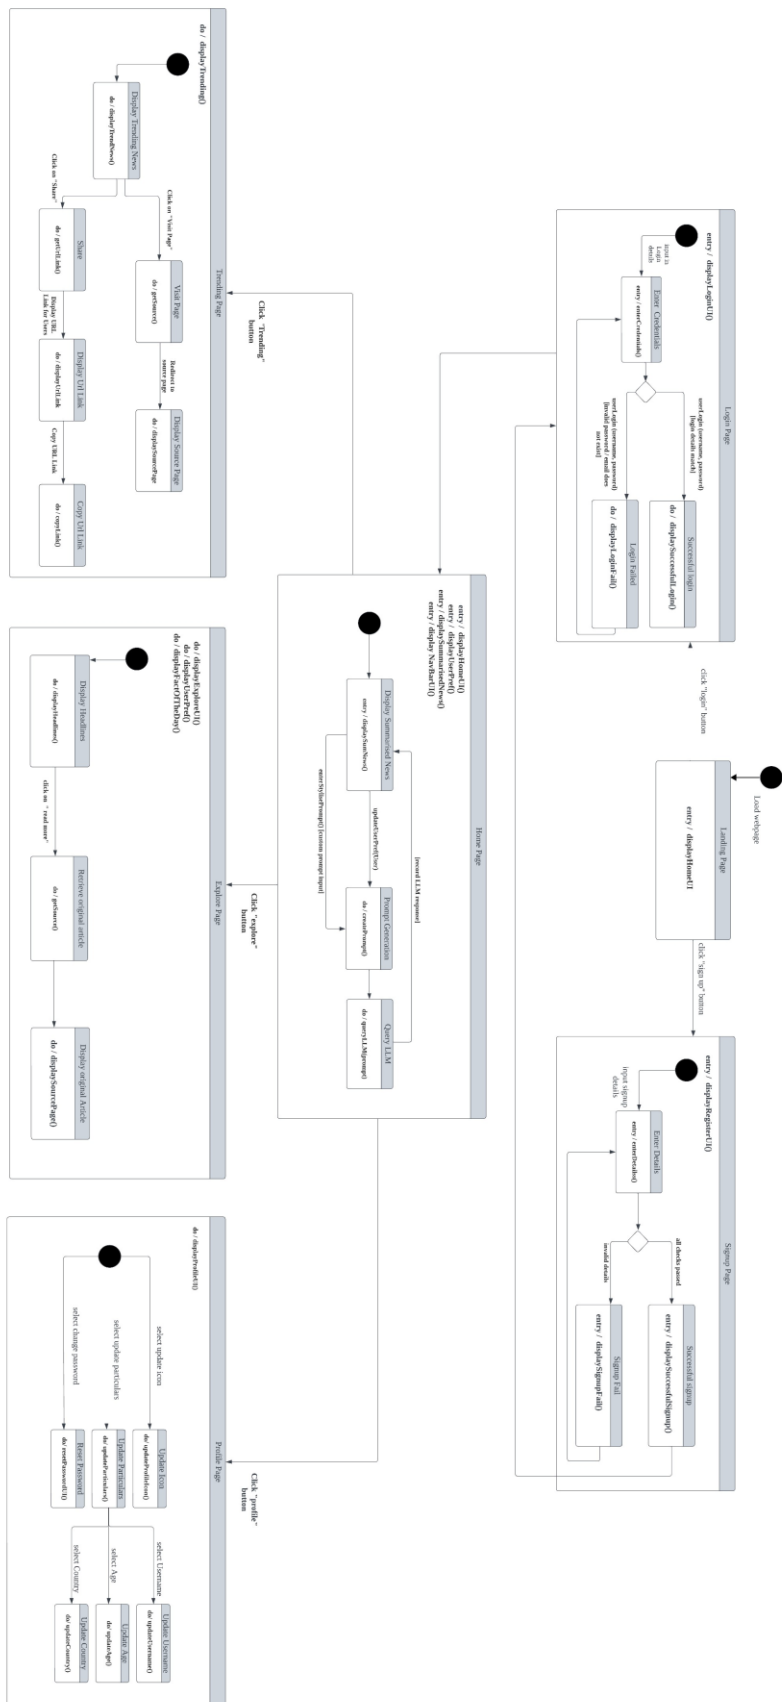 Load webpage
Landing Page
entry / displayHomeUI
click "login" button
click "sign up" button
Login Page
entry / displayLoginUI()
input is
Login
details
Enter Credentials
entry / enterCredentials()
userLogin (username, password)
[login details match]
userLogin (username, password)
[invalid password / email does
not exist]
Successful login
do / displaySuccessfulLogin()
Login Failed
do / displayLoginFail()
Signup Page
entry / displayRegisterUI()
input signup
details
Enter Details
entry / enterDetails()
all checks passed
invalid details
Successful signup
entry / displaySuccessfulSignup()
Signup Fail
entry / displaySignupFail()
Home Page
entry / displayHomeUI()
entry / displayUserPref()
entry / displaySummarisedNews()
entry / display NavBarUI()
Display Summarised News
entry / displaySumNews()
[record LLM response]
updateUserPref(User)
enterStylistPrompt() [custom prompt input]
Prompt Generation
do / createPrompt()
Query LLM
do / queryLLM(prompt)
Click "Trending"
button
Click "explore"
button
Click "profile"
button
Trending Page
do / displayTrending()
Display Trending News
do / displayTrendNews()
Click on "Visit Page"
Click on "Share"
Visit Page
do / getSource()
Redirect to
source page
Display Source Page
do / displaySourcePage
Share
do / getUrlLink()
Display URL
Link for Users
Display Url Link
do / displayUrlLink
Copy URL Link
Copy Url Link
do / copyLink()
Explore Page
do / displayExploreUI()
do / displayUserPref()
do / displayFactOfTheDay()
Display Headlines
do / displayHeadlines()
click on " read more"
Retrieve original article
do / getSource()
Display original Article
do / displaySourcePage()
Profile Page
do / displayProfileUI()
select update icon
select update particulars
select change password
Update Icon
do/ updateProfileIcon()
Update Particulars
do/ updateParticulars()
Reset Password
do/ resetPasswordUI()
select Username
select Age
select Country
Update Username
do/ updateUsername()
Update Age
do/ updateAge()
Update Country
do/ updateCountry()